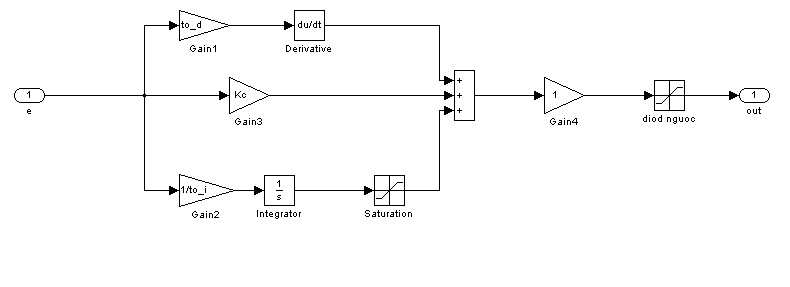 to_d
Gain1
du/dt
Derivative
1
e
Kc
Gain3
+
+
+
1
Gain4
diod nguoc
1
out
1/to_i
Gain2
1
s
Integrator
Saturation